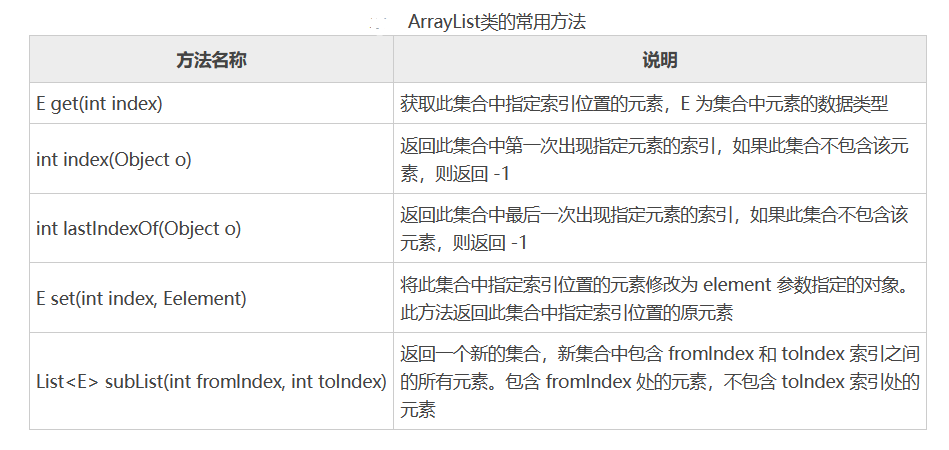 ArrayList类的常用方法
方法名称 说明
E get(int index) 获取此集合中指定索引位置的元素，E 为集合中元素的数据类型
int index(Object o) 返回此集合中第一次出现指定元素的索引，如果此集合不包含该元
素，则返回 -1
int lastIndexOf(Object o) 返回此集合中最后一次出现指定元素的索引，如果此集合不包含该
元素，则返回 -1
E set(int index, Eelement) 将此集合中指定索引位置的元素修改为 element 参数指定的对象。
此方法返回此集合中指定索引位置的原元素
List<E> subList(int fromlndex, int tolndex) 返回一个新的集合，新集合中包含 fromlndex 和 tolndex 索引之间
的所有元素。包含 fromlndex 处的元素，不包含 tolndex 索引处的
元素